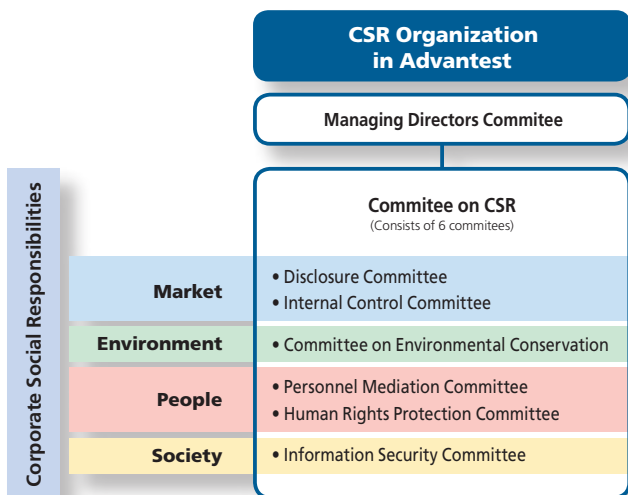 CSR Organization
in Advantest
Managing Directors Commitee
Commitee on CSR
(Consists of 6 commitees)
Corporate Social Responsibilities
Market
• Disclosure Committee
• Internal Control Committee
Environment
• Committee on Environmental Conservation
People
• Personnel Mediation Committee
• Human Rights Protection Committee
Society
• Information Security Committee